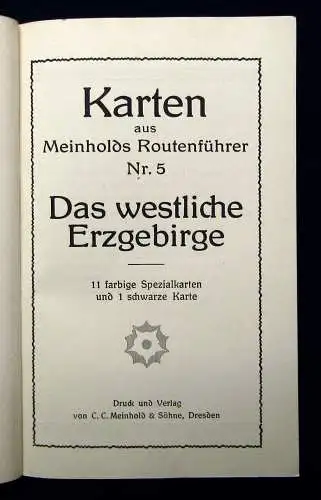 Karten
aus
Meinholds Routenführer
Nr. 5
Das westliche
Erzgebirge
11 farbige Spezialkarten
und 1 schwarze Karte
Druck und Verlag
von C. C. Meinhold & Söhne, Dresden